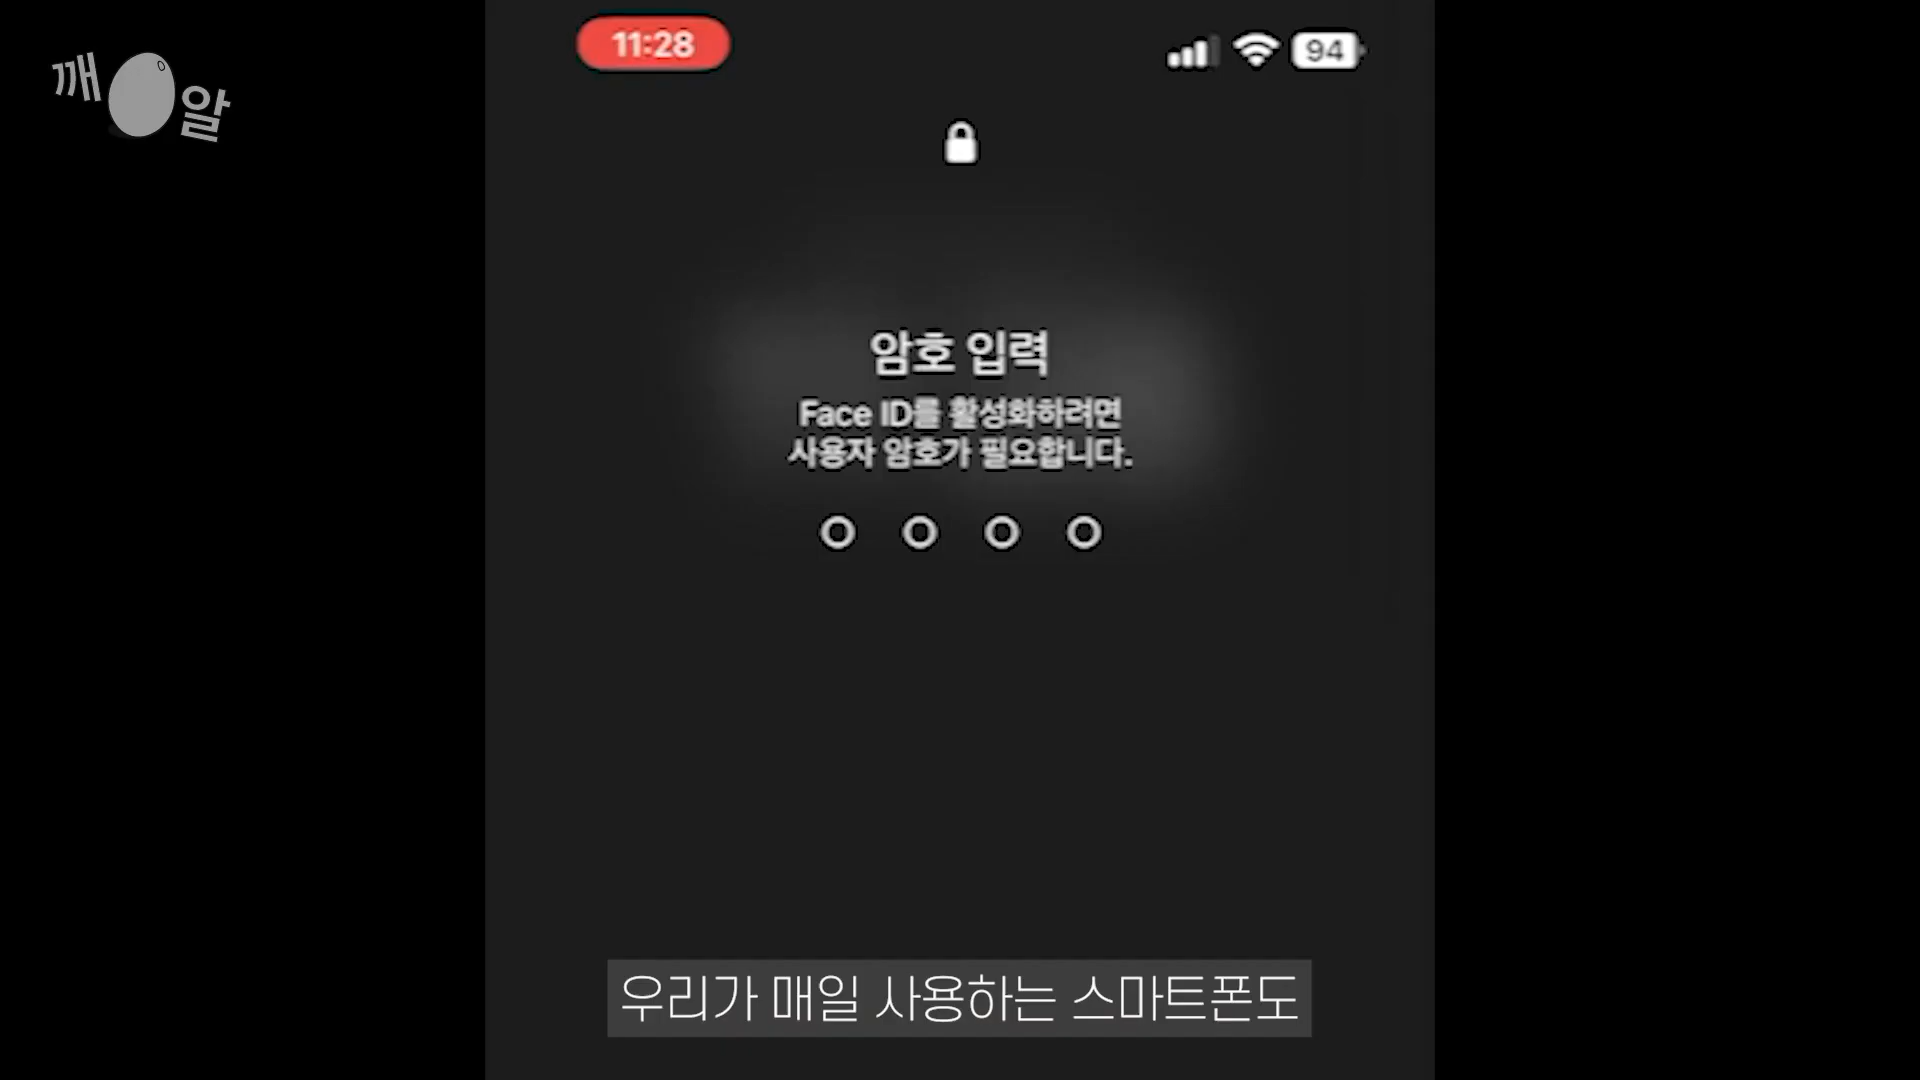 깨알
11:28
94
암호 입력
Face ID를 활성화하려면
사용자 암호가 필요합니다.
우리가 매일 사용하는 스마트폰도